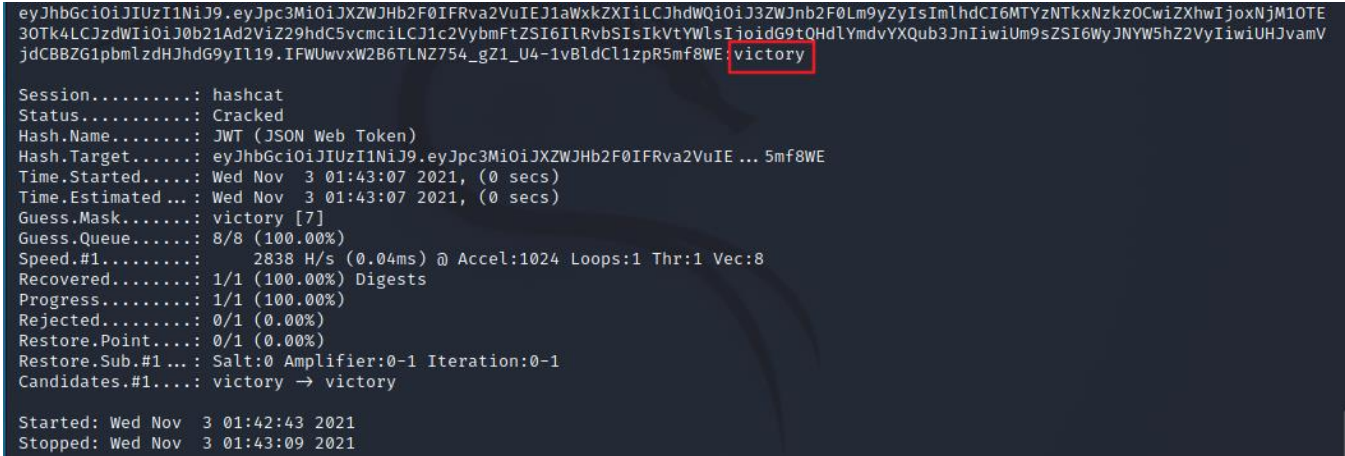 eyJhbGciOiJIUzI1NiJ9.eyJpc3MiOiJXZWJHb2F0IFRva2VuIEJ1aWxkZXIiLCJhdWQiOiJ3ZWJnb2F0Lm9yZyIsImlhdCI6MTYzNTkxNzkzOCwiZXhwIjoxNjM1OTE
3OTk4LCJzdWIiOiJ0b21Ad2ViZ29hdC5vcmciLCJ1c2VybmFtZSI6IlRvbSIsIkVtYWlsIjoidG9tQHdlYmdvYXQub3JnIiwiUm9sZSI6WyJNYW5hZ2VyIiwiUHJvamV
jdCBBZG1pbmlzdHJhdG9yIl19.IFWUwvxW2B6TLNZ754_gZ1_U4-1vBldCl1zpR5mf8WE:victory
Session..........: hashcat
Status...........: Cracked
Hash.Name........: JWT (JSON Web Token)
Hash.Target......: eyJhbGciOiJIUzI1NiJ9.eyJpc3MiOiJXZWJHb2F0IFRva2VuIE...5mf8WE
Time.Started.....: Wed Nov  3 01:43:07 2021, (0 secs)
Time.Estimated...: Wed Nov  3 01:43:07 2021, (0 secs)
Guess.Mask.......: victory [7]
Guess.Queue......: 8/8 (100.00%)
Speed.#1.........:     2838 H/s (0.04ms) @ Accel:1024 Loops:1 Thr:1 Vec:8
Recovered........: 1/1 (100.00%) Digests
Progress.........: 1/1 (100.00%)
Rejected.........: 0/1 (0.00%)
Restore.Point....: 0/1 (0.00%)
Restore.Sub.#1...: Salt:0 Amplifier:0-1 Iteration:0-1
Candidates.#1....: victory → victory
Started: Wed Nov  3 01:42:43 2021
Stopped: Wed Nov  3 01:43:09 2021